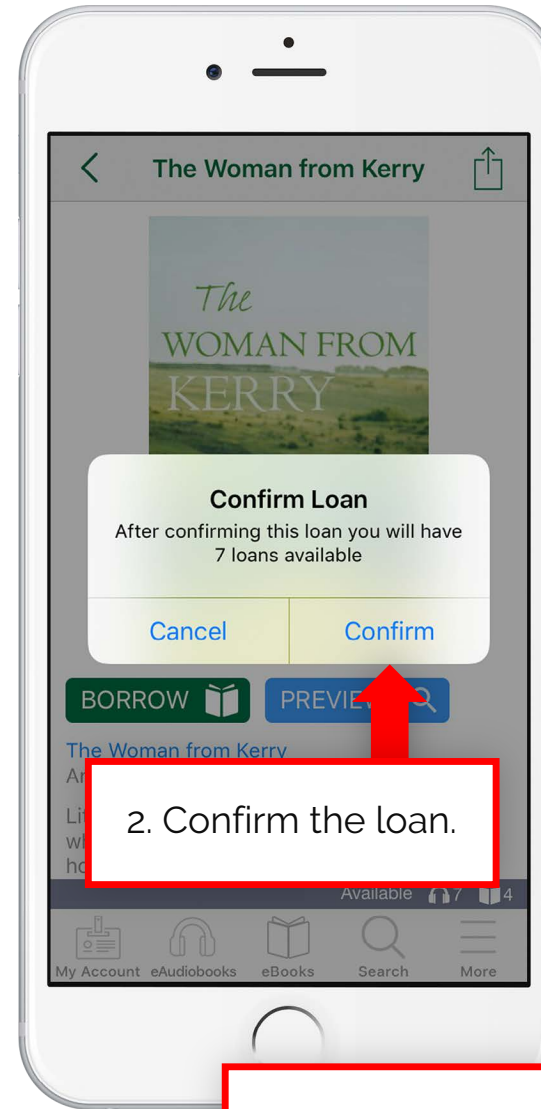 The Woman from Kerry
The
WOMAN FROM
KERRY
Confirm Loan
After confirming this loan you will have
7 loans available
Cancel Confirm
BORROW PREVIEW
The Woman from Kerry
2. Confirm the loan.
Available 7 4
My Account eAudiobooks eBooks Search More